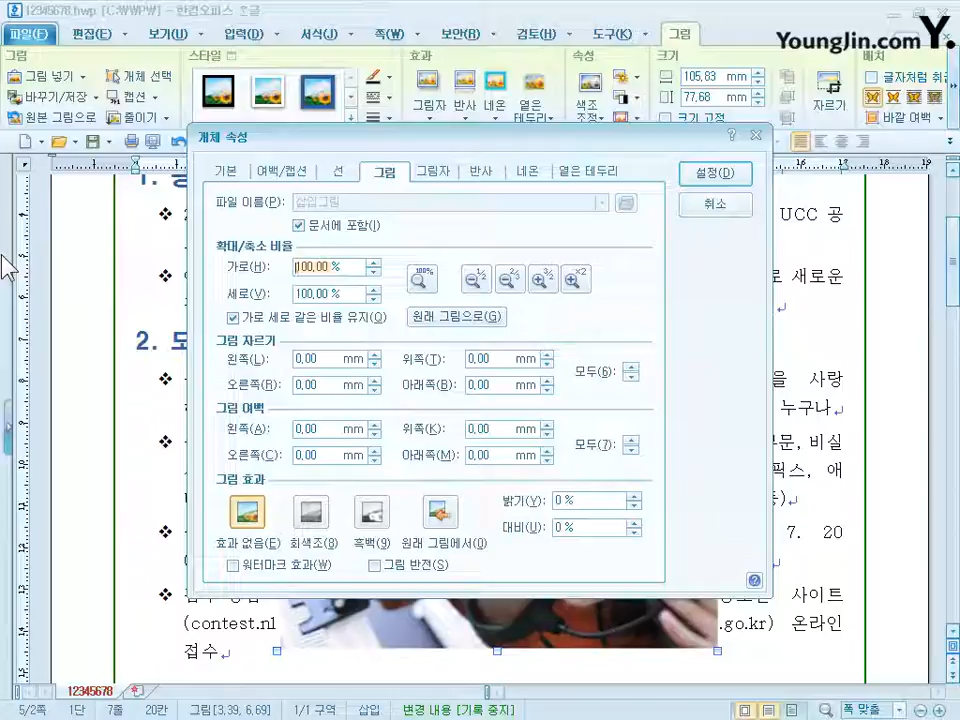 12345678.hwp [C:\WWPW] - 한컴오피스 한글
파일(F) 편집(E) 보기(U) 입력(D) 서식(J) 쪽(W) 보안(R) 검토(H) 도구(K) 그림
YoungJin.com Y.
그림 스타일 효과 속성 크기 배치
그림 넣기 개체 선택 105,83 mm 글자처럼 취급
바꾸기/저장 캡션 그림자 반사 네온 옅은 테두리 색조 조정 77,68 mm 자르기
원본 그림으로 줄이기 크기 고정 바깥 여백
개체 속성
기본 여백/캡션 선 그림 그림자 반사 네온 옅은 테두리 설정(D)
파일 이름(P): 삽입그림 취소
문서에 포함(I)
확대/축소 비율
가로(H): 100,00 % 100% 1/2 2/3 3/2 ×2
세로(V): 100,00 %
가로 세로 같은 비율 유지(O) 원래 그림으로(G)
그림 자르기
왼쪽(L): 0,00 mm 위쪽(T): 0,00 mm 모두(6):
오른쪽(R): 0,00 mm 아래쪽(B): 0,00 mm
그림 여백
왼쪽(A): 0,00 mm 위쪽(K): 0,00 mm 모두(7):
오른쪽(C): 0,00 mm 아래쪽(M): 0,00 mm
그림 효과
밝기(Y): 0 %
대비(U): 0 %
효과 없음(E) 회색조(8) 흑백(9) 원래 그림에서(O)
워터마크 효과(W) 그림 반전(S)
1.
UCC 공
로 새로운
2.
을 사랑
누구나
부문, 비실
픽스, 애
7. 20
사이트
(contest.nl .go.kr) 온라인
접수
12345678
5/2쪽 1단 7줄 20칸 그림[3,39, 6,69] 1/1 구역 삽입 변경 내용 [기록 중지] 폭 맞춤